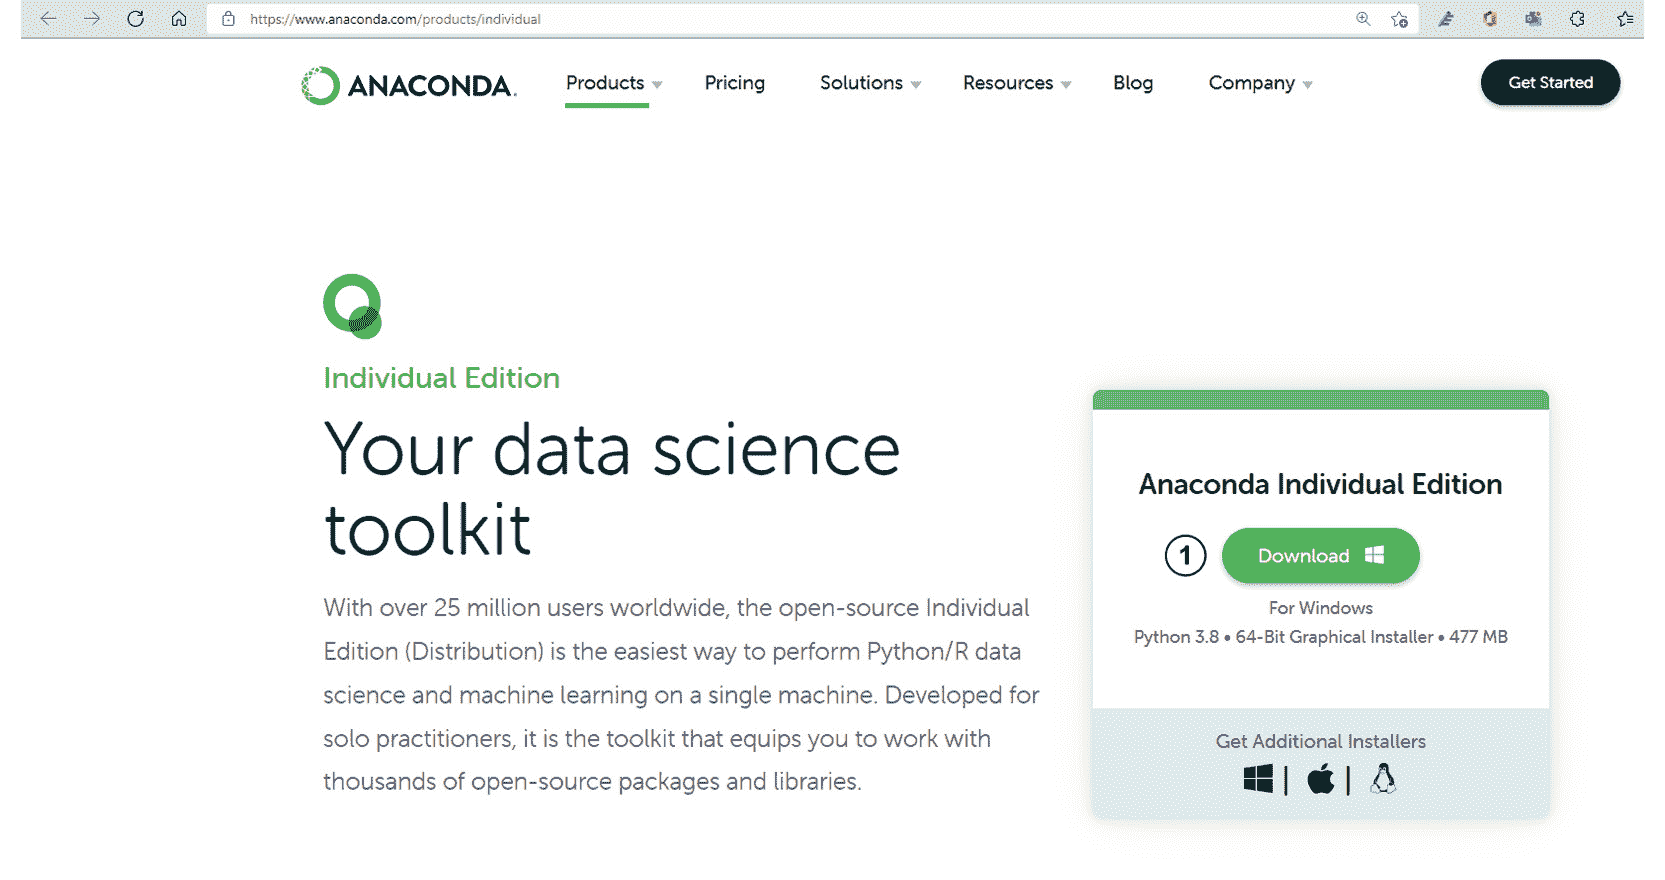 https://www.anaconda.com/products/individual
ANACONDA.
Products
Pricing
Solutions
Resources
Blog
Company
Get Started
Individual Edition
Your data science
toolkit
With over 25 million users worldwide, the open-source Individual
Edition (Distribution) is the easiest way to perform Python/R data
science and machine learning on a single machine. Developed for
solo practitioners, it is the toolkit that equips you to work with
thousands of open-source packages and libraries.
Anaconda Individual Edition
1 Download
For Windows
Python 3.8 • 64-Bit Graphical Installer • 477 MB
Get Additional Installers